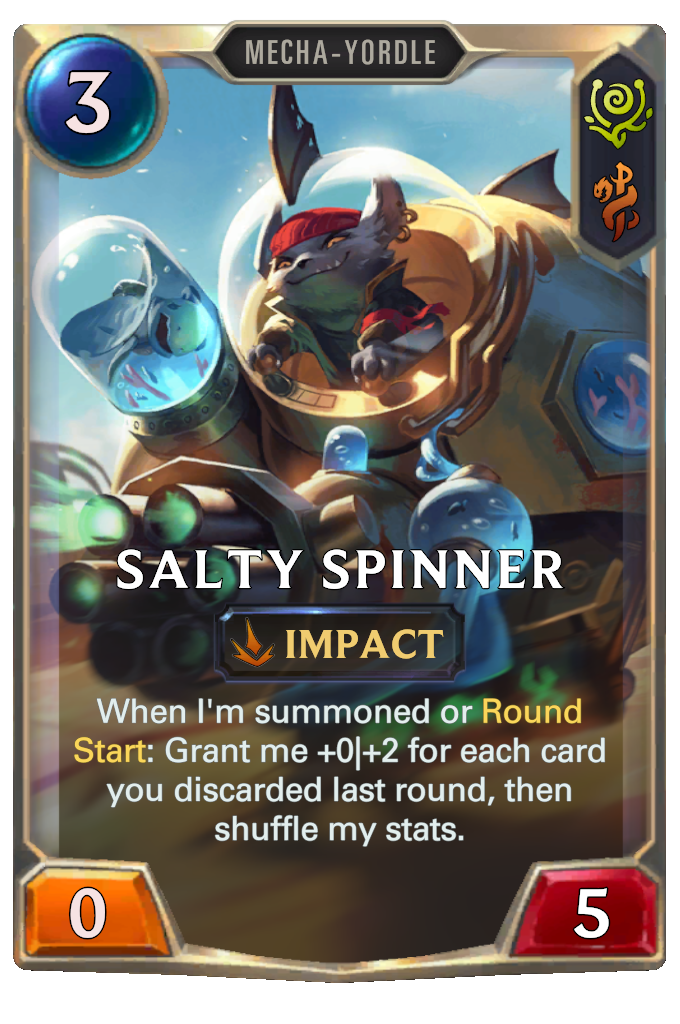 MECHA-YORDLE
3
SALTY SPINNER
IMPACT
When I'm summoned or Round
Start: Grant me +0|+2 for each card
you discarded last round, then
shuffle my stats.
0
5